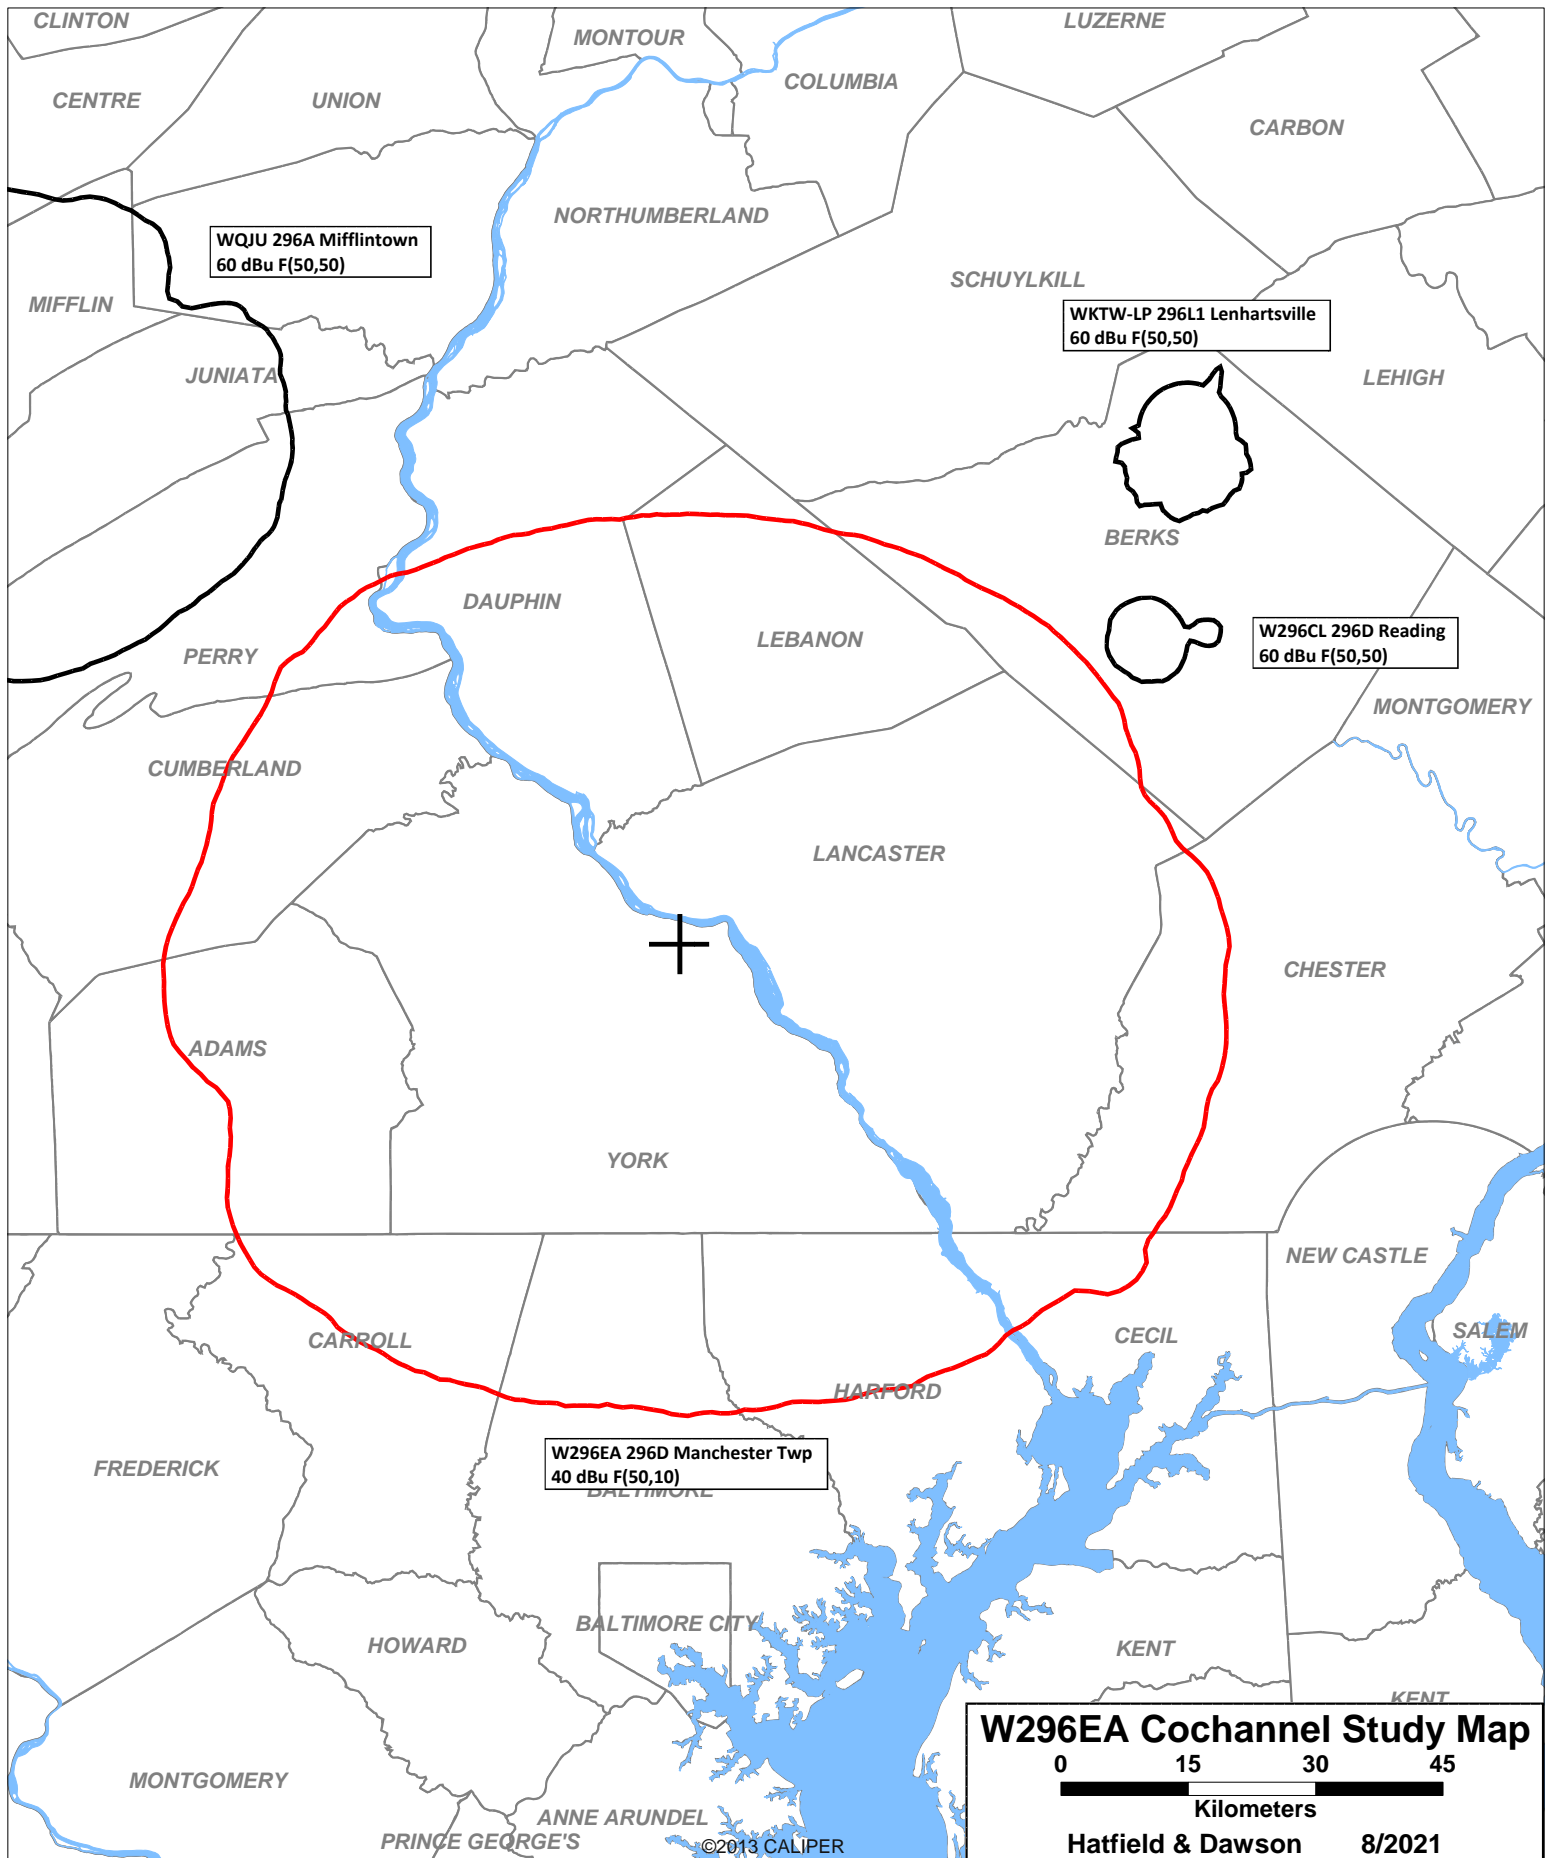 CLINTON
MONTOUR
LUZERNE
CENTRE
UNION
COLUMBIA
CARBON
NORTHUMBERLAND
WQJU 296A Mifflintown
60 dBu F(50,50)
SCHUYLKILL
MIFFLIN
WKTW-LP 296L1 Lenhartsville
60 dBu F(50,50)
JUNIATA
LEHIGH
BERKS
DAUPHIN
LEBANON
W296CL 296D Reading
60 dBu F(50,50)
PERRY
MONTGOMERY
CUMBERLAND
LANCASTER
CHESTER
ADAMS
YORK
NEW CASTLE
CARROLL
CECIL
SALEM
HARFORD
W296EA 296D Manchester Twp
40 dBu F(50,10)
FREDERICK
BALTIMORE
BALTIMORE CITY
HOWARD
KENT
KENT
W296EA Cochannel Study Map
0 15 30 45
Kilometers
Hatfield & Dawson 8/2021
MONTGOMERY
ANNE ARUNDEL
PRINCE GEORGE'S
©2013 CALIPER